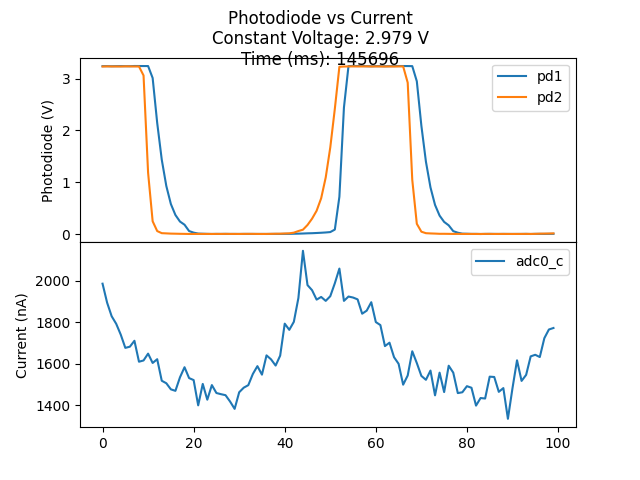 Photodiode vs Current
Constant Voltage: 2.979 V
Time (ms): 145696
3
2
1
0
Photodiode (V)
pd1
pd2
2000
1800
1600
1400
Current (nA)
adc0_c
0
20
40
60
80
100